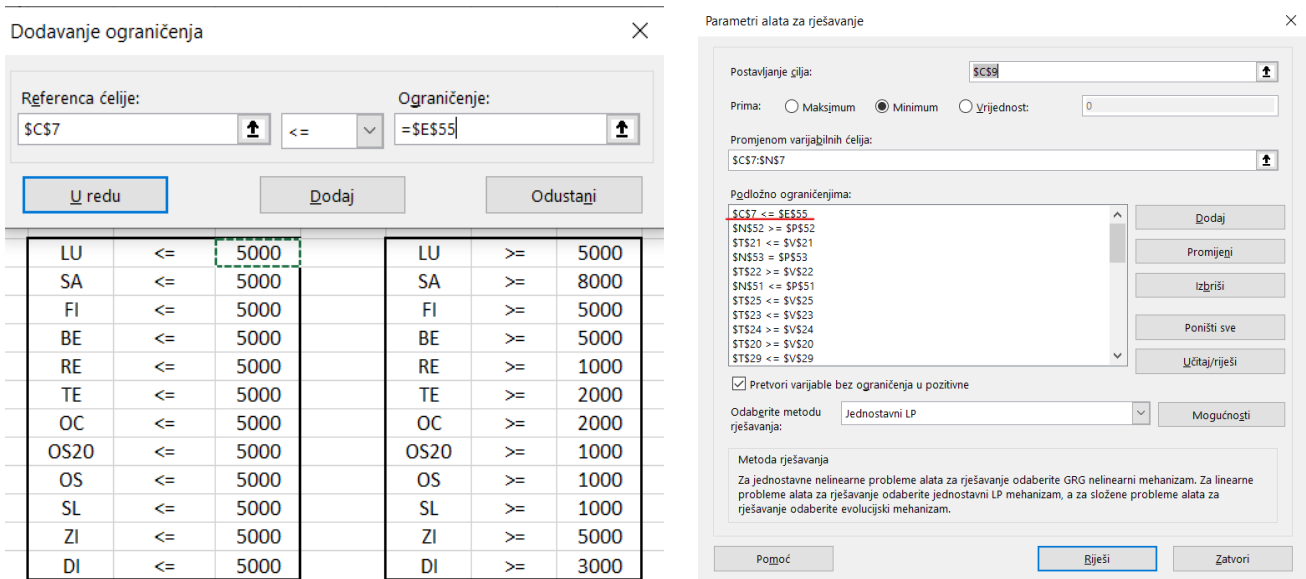 Dodavanje ograničenja
Referenca ćelije:
Ograničenje:
$C$7
<=
=$E$55
U redu
Dodaj
Odustani
LU <= 5000 LU >= 5000
SA <= 5000 SA >= 8000
FI <= 5000 FI >= 5000
BE <= 5000 BE >= 5000
RE <= 5000 RE >= 1000
TE <= 5000 TE >= 2000
OC <= 5000 OC >= 2000
OS20 <= 5000 OS20 >= 1000
OS <= 5000 OS >= 1000
SL <= 5000 SL >= 1000
ZI <= 5000 ZI >= 5000
DI <= 5000 DI >= 3000
Parametri alata za rješavanje
Postavljanje cilja: $C$9
Prima: Maksimum Minimum Vrijednost: 0
Promjenom varijabilnih ćelija:
$C$7:$N$7
Podložno ograničenjima:
$C$7 <= $E$55
$N$52 >= $P$52
$T$21 <= $V$21
$N$53 = $P$53
$T$22 >= $V$22
$N$51 <= $P$51
$T$25 <= $V$25
$T$23 <= $V$23
$T$24 >= $V$24
$T$20 >= $V$20
$T$29 <= $V$29
Dodaj
Promijeni
Izbriši
Poništi sve
Učitaj/riješi
Pretvori varijable bez ograničenja u pozitivne
Odaberite metodu
rješavanja:
Jednostavni LP
Mogućnosti
Metoda rješavanja
Za jednostavne nelinearne probleme alata za rješavanje odaberite GRG nelinearni mehanizam. Za linearne
probleme alata za rješavanje odaberite jednostavni LP mehanizam, a za složene probleme alata za
rješavanje odaberite evolucijski mehanizam.
Pomoć
Riješi
Zatvori